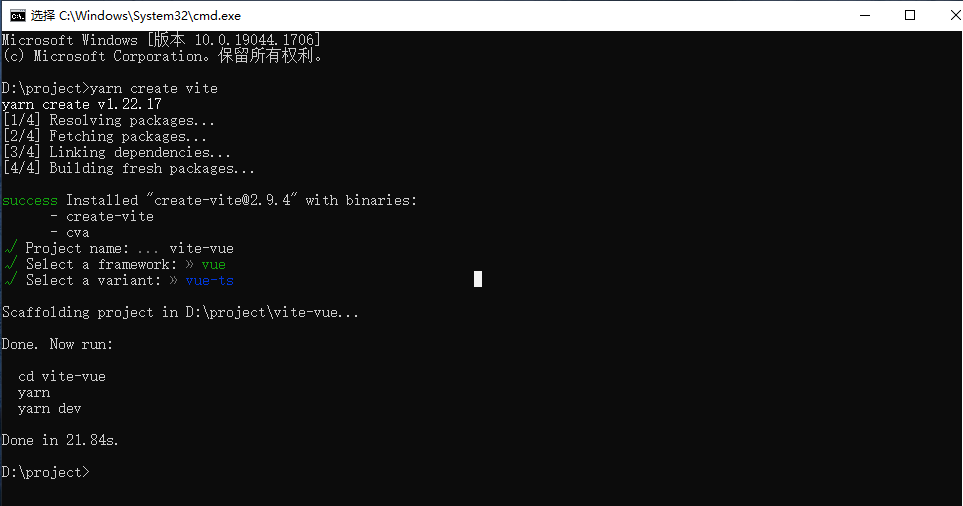 选择 C:\Windows\System32\cmd.exe
Microsoft Windows [版本 10.0.19044.1706]
(c) Microsoft Corporation。保留所有权利。
D:\project>yarn create vite
yarn create v1.22.17
[1/4] Resolving packages...
[2/4] Fetching packages...
[3/4] Linking dependencies...
[4/4] Building fresh packages...
success Installed "create-vite@2.9.4" with binaries:
- create-vite
- cva
√ Project name: ... vite-vue
√ Select a framework: » vue
√ Select a variant: » vue-ts
Scaffolding project in D:\project\vite-vue...
Done. Now run:
cd vite-vue
yarn
yarn dev
Done in 21.84s.
D:\project>